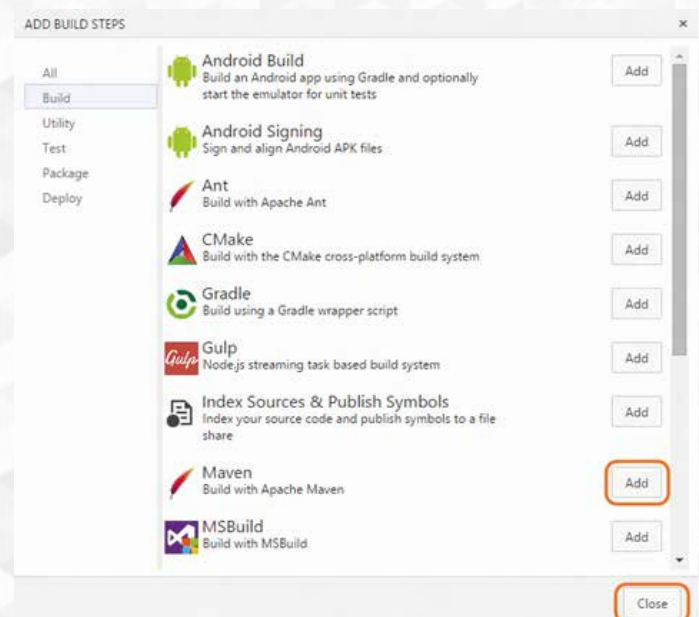 ADD BUILD STEPS
×
All
Build
Utility
Test
Package
Deploy
Android Build
Build an Android app using Gradle and optionally
start the emulator for unit tests
Add
Android Signing
Sign and align Android APK files
Add
Ant
Build with Apache Ant
Add
CMake
Build with the CMake cross-platform build system
Add
Gradle
Build using a Gradle wrapper script
Add
Gulp
Gulp
Node.js streaming task based build system
Add
Index Sources & Publish Symbols
Index your source code and publish symbols to a file
share
Add
Maven
Build with Apache Maven
Add
MSBuild
Build with MSBuild
Add
Close